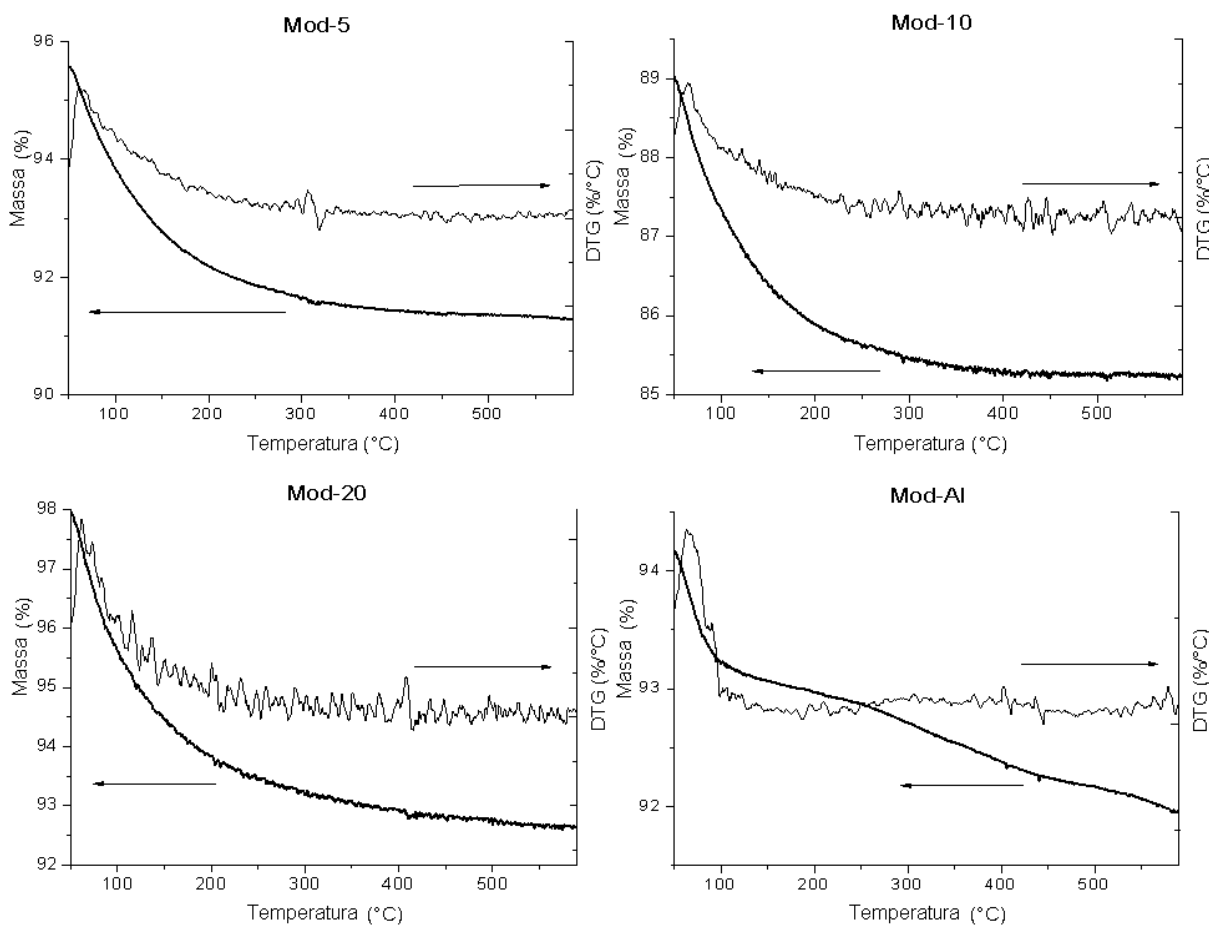 Mod-5
96
94
92
90
Massa (%)
DTG (%/°C)
100 200 300 400 500
Temperatura (°C)
Mod-10
89
88
87
86
85
Massa (%)
DTG (%/°C)
100 200 300 400 500
Temperatura (°C)
Mod-20
98
97
96
95
94
93
92
Massa (%)
DTG (%/°C)
100 200 300 400 500
Temperatura (°C)
Mod-Al
94
93
92
Massa (%)
DTG (%/°C)
100 200 300 400 500
Temperatura (°C)